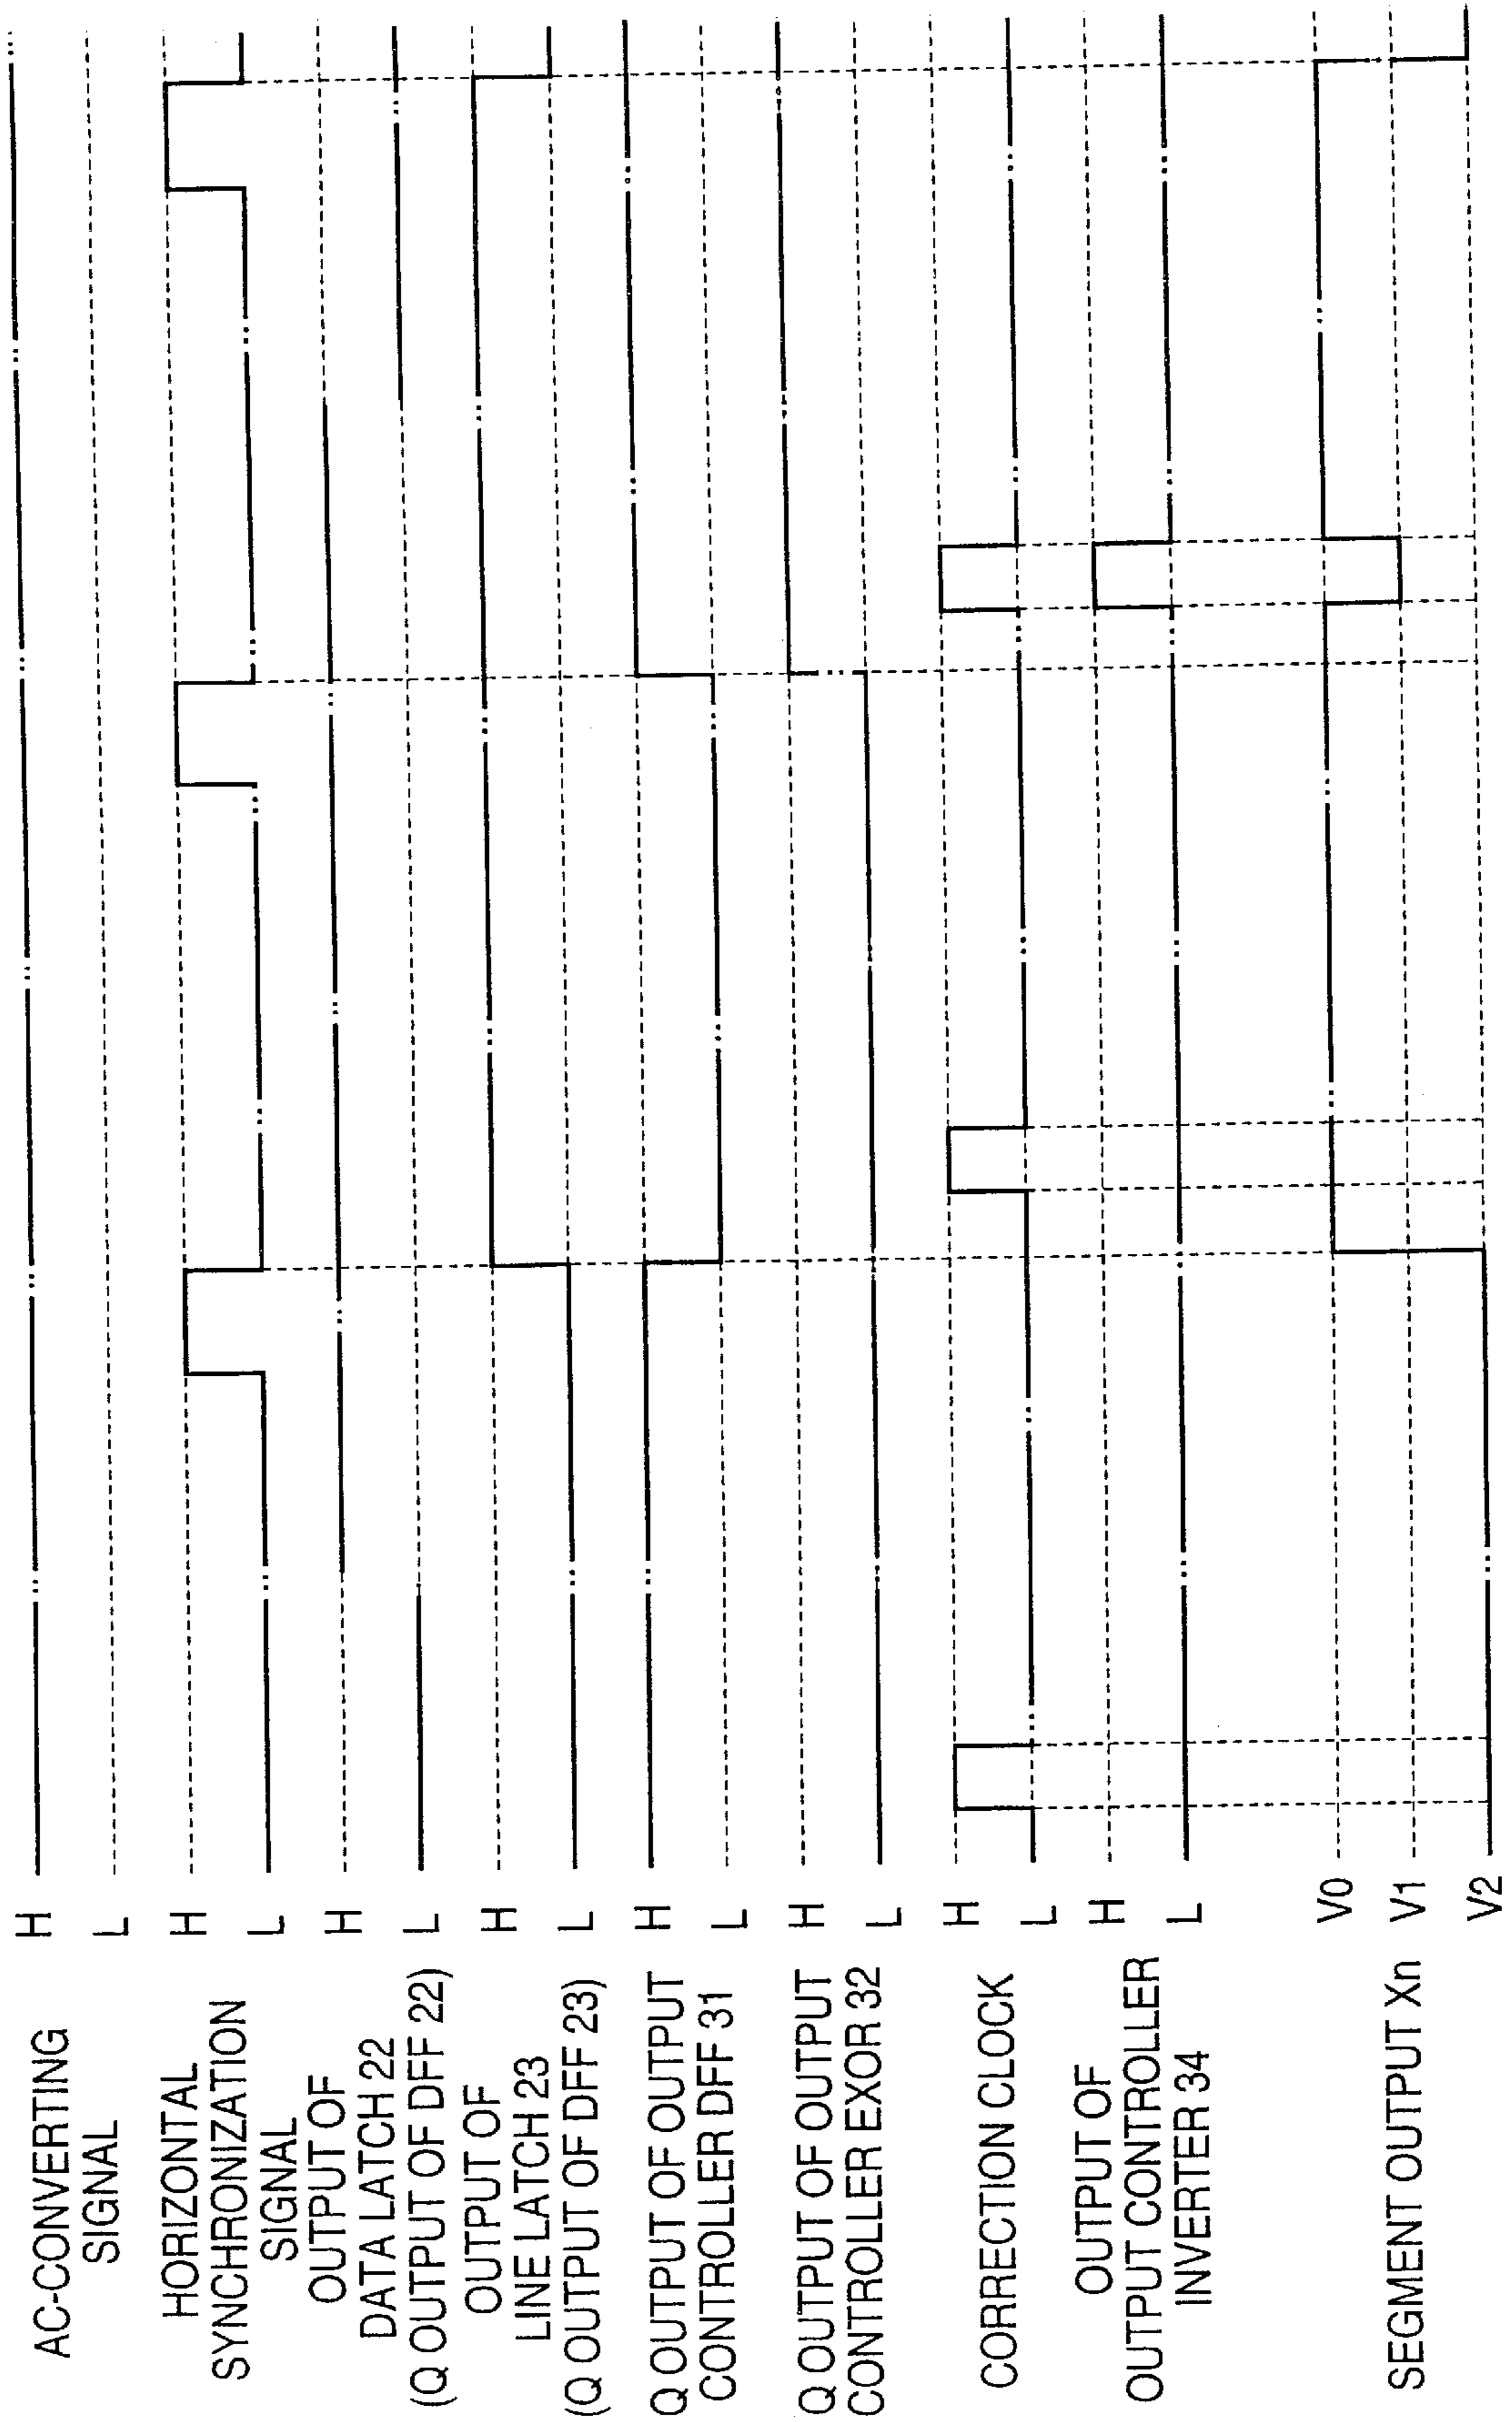 AC-CONVERTING
SIGNAL
H
L
HORIZONTAL
SYNCHRONIZATION
SIGNAL
H
L
OUTPUT OF
DATA LATCH 22
(Q OUTPUT OF DFF 22)
H
L
OUTPUT OF
LINE LATCH 23
(Q OUTPUT OF DFF 23)
H
L
Q OUTPUT OF OUTPUT
CONTROLLER DFF 31
H
L
Q OUTPUT OF OUTPUT
CONTROLLER EXOR 32
H
L
CORRECTION CLOCK
H
L
OUTPUT OF
OUTPUT CONTROLLER
INVERTER 34
H
L
SEGMENT OUTPUT Xn
V0
V1
V2